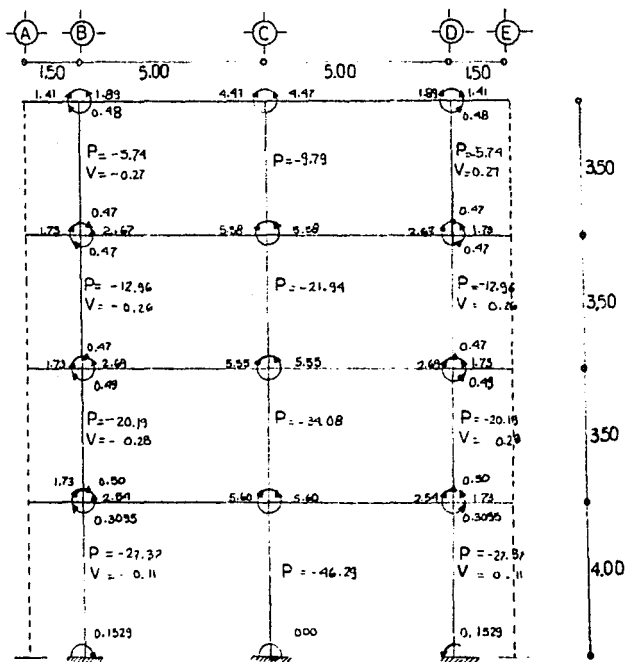 A B C D E
1.50 5.00 5.00 1.50
1.41 1.89 4.47 4.47 1.89 1.41
0.48 0.48
P=-5.74 P=-9.79 P=-5.74
V=-0.27 V=0.27
3.50
0.47 0.47
1.73 2.67 5.58 5.58 2.67 1.73
0.47 0.47
P=-12.96 P=-21.94 P=-12.96
V=-0.26 V= 0.26
3,50
0.47 0.47
1.73 2.69 5.55 5.55 2.69 1.73
0.49 0.49
P=-20.19 P=-34.08 P=-20.19
V=- 0.28 V= 0.28
3.50
1.73 0.50 0.50
2.54 5.60 5.60 2.54 1.73
0.3095 0.3095
P =-27.37 P=-46.29 P=-27.37
V= - 0.11 V= 0.11
4.00
0.1529 000 0.1529